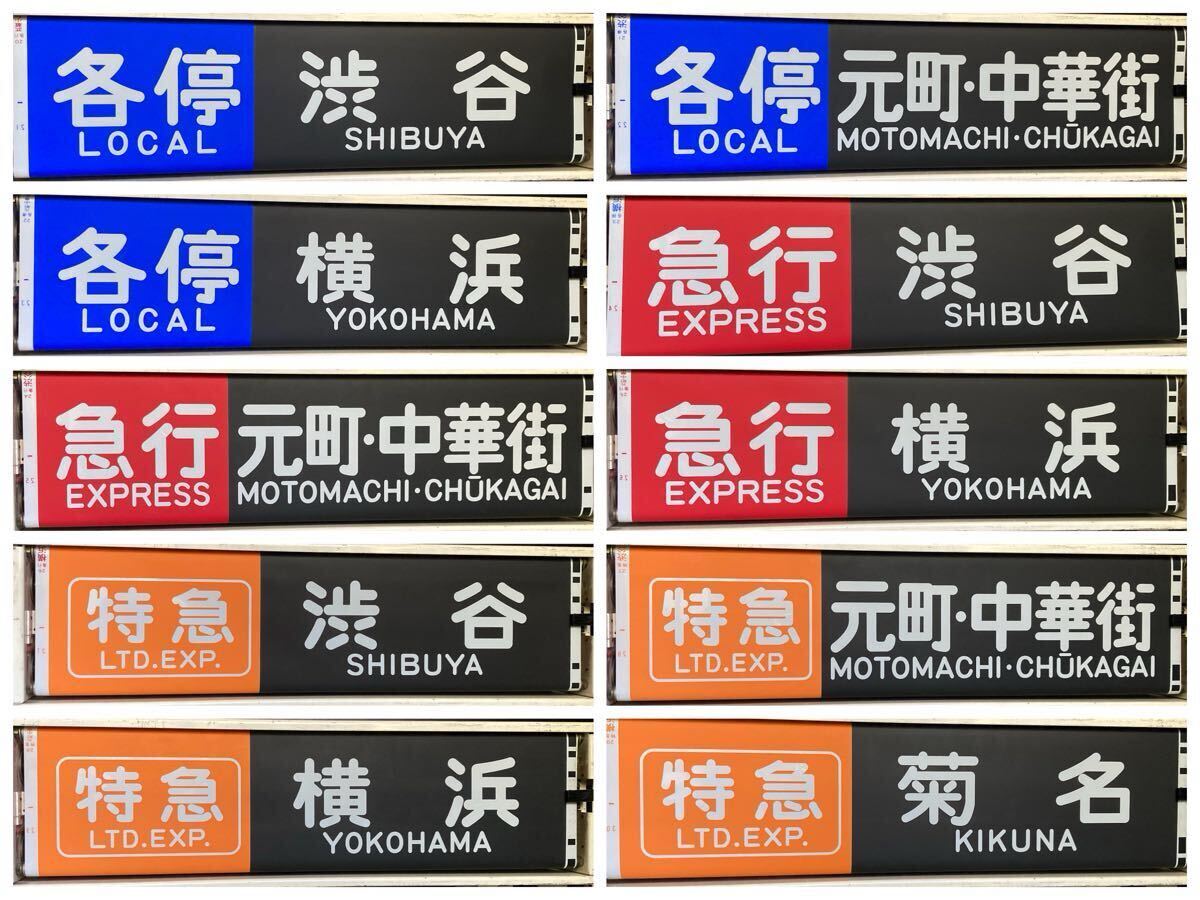 各停 渋谷
LOCAL SHIBUYA
各停 元町・中華街
LOCAL MOTOMACHI・CHŪKAGAI
各停 横浜
LOCAL YOKOHAMA
急行 渋谷
EXPRESS SHIBUYA
急行 元町・中華街
EXPRESS MOTOMACHI・CHŪKAGAI
急行 横浜
EXPRESS YOKOHAMA
特急 渋谷
LTD.EXP. SHIBUYA
特急 元町・中華街
LTD.EXP. MOTOMACHI・CHŪKAGAI
特急 横浜
LTD.EXP. YOKOHAMA
特急 菊名
LTD.EXP. KIKUNA